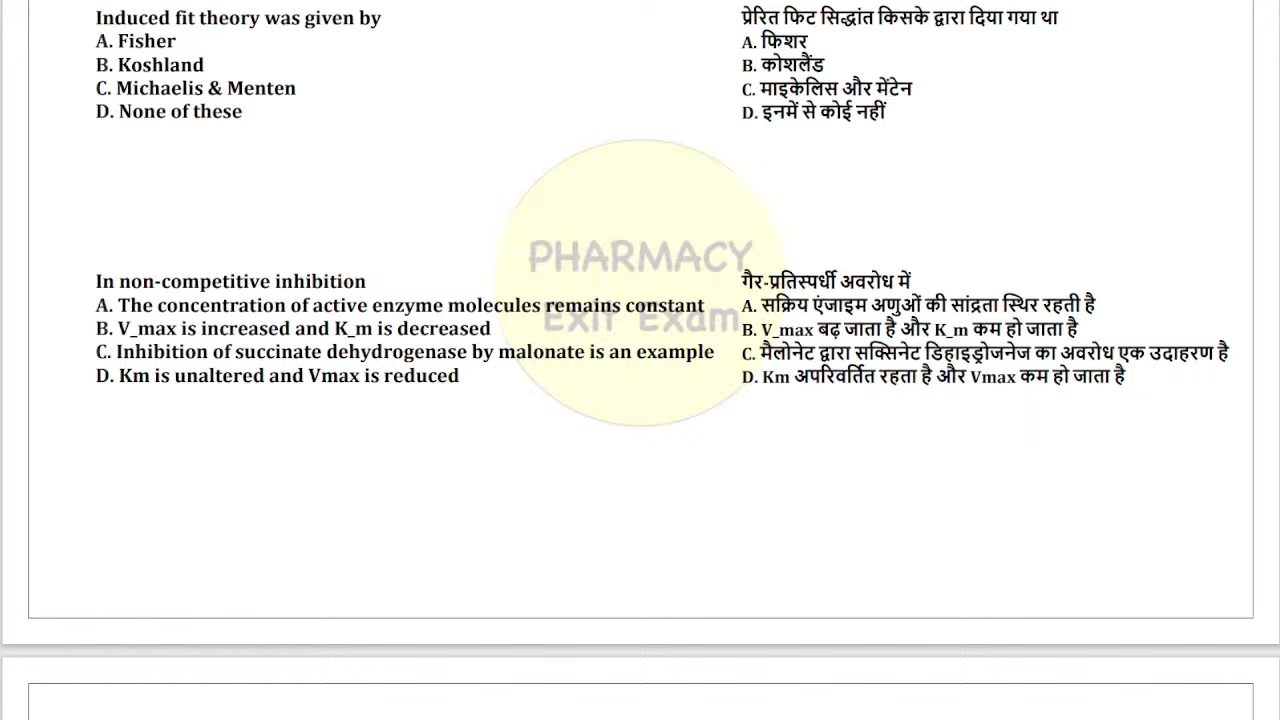 Induced fit theory was given by
A. Fisher
B. Koshland
C. Michaelis & Menten
D. None of these
प्रेरित फिट सिद्धांत किसके द्वारा दिया गया था
A. फिशर
B. कोशलैंड
C. माइकेलिस और मेंटेन
D. इनमें से कोई नहीं
PHARMACY
Exit Exam
In non-competitive inhibition
A. The concentration of active enzyme molecules remains constant
B. V_max is increased and K_m is decreased
C. Inhibition of succinate dehydrogenase by malonate is an example
D. Km is unaltered and Vmax is reduced
गैर-प्रतिस्पर्धी अवरोध में
A. सक्रिय एंजाइम अणुओं की सांद्रता स्थिर रहती है
B. V_max बढ़ जाता है और K_m कम हो जाता है
C. मैलोनेट द्वारा सक्सिनेट डिहाइड्रोजनेज का अवरोध एक उदाहरण है
D. Km अपरिवर्तित रहता है और Vmax कम हो जाता है